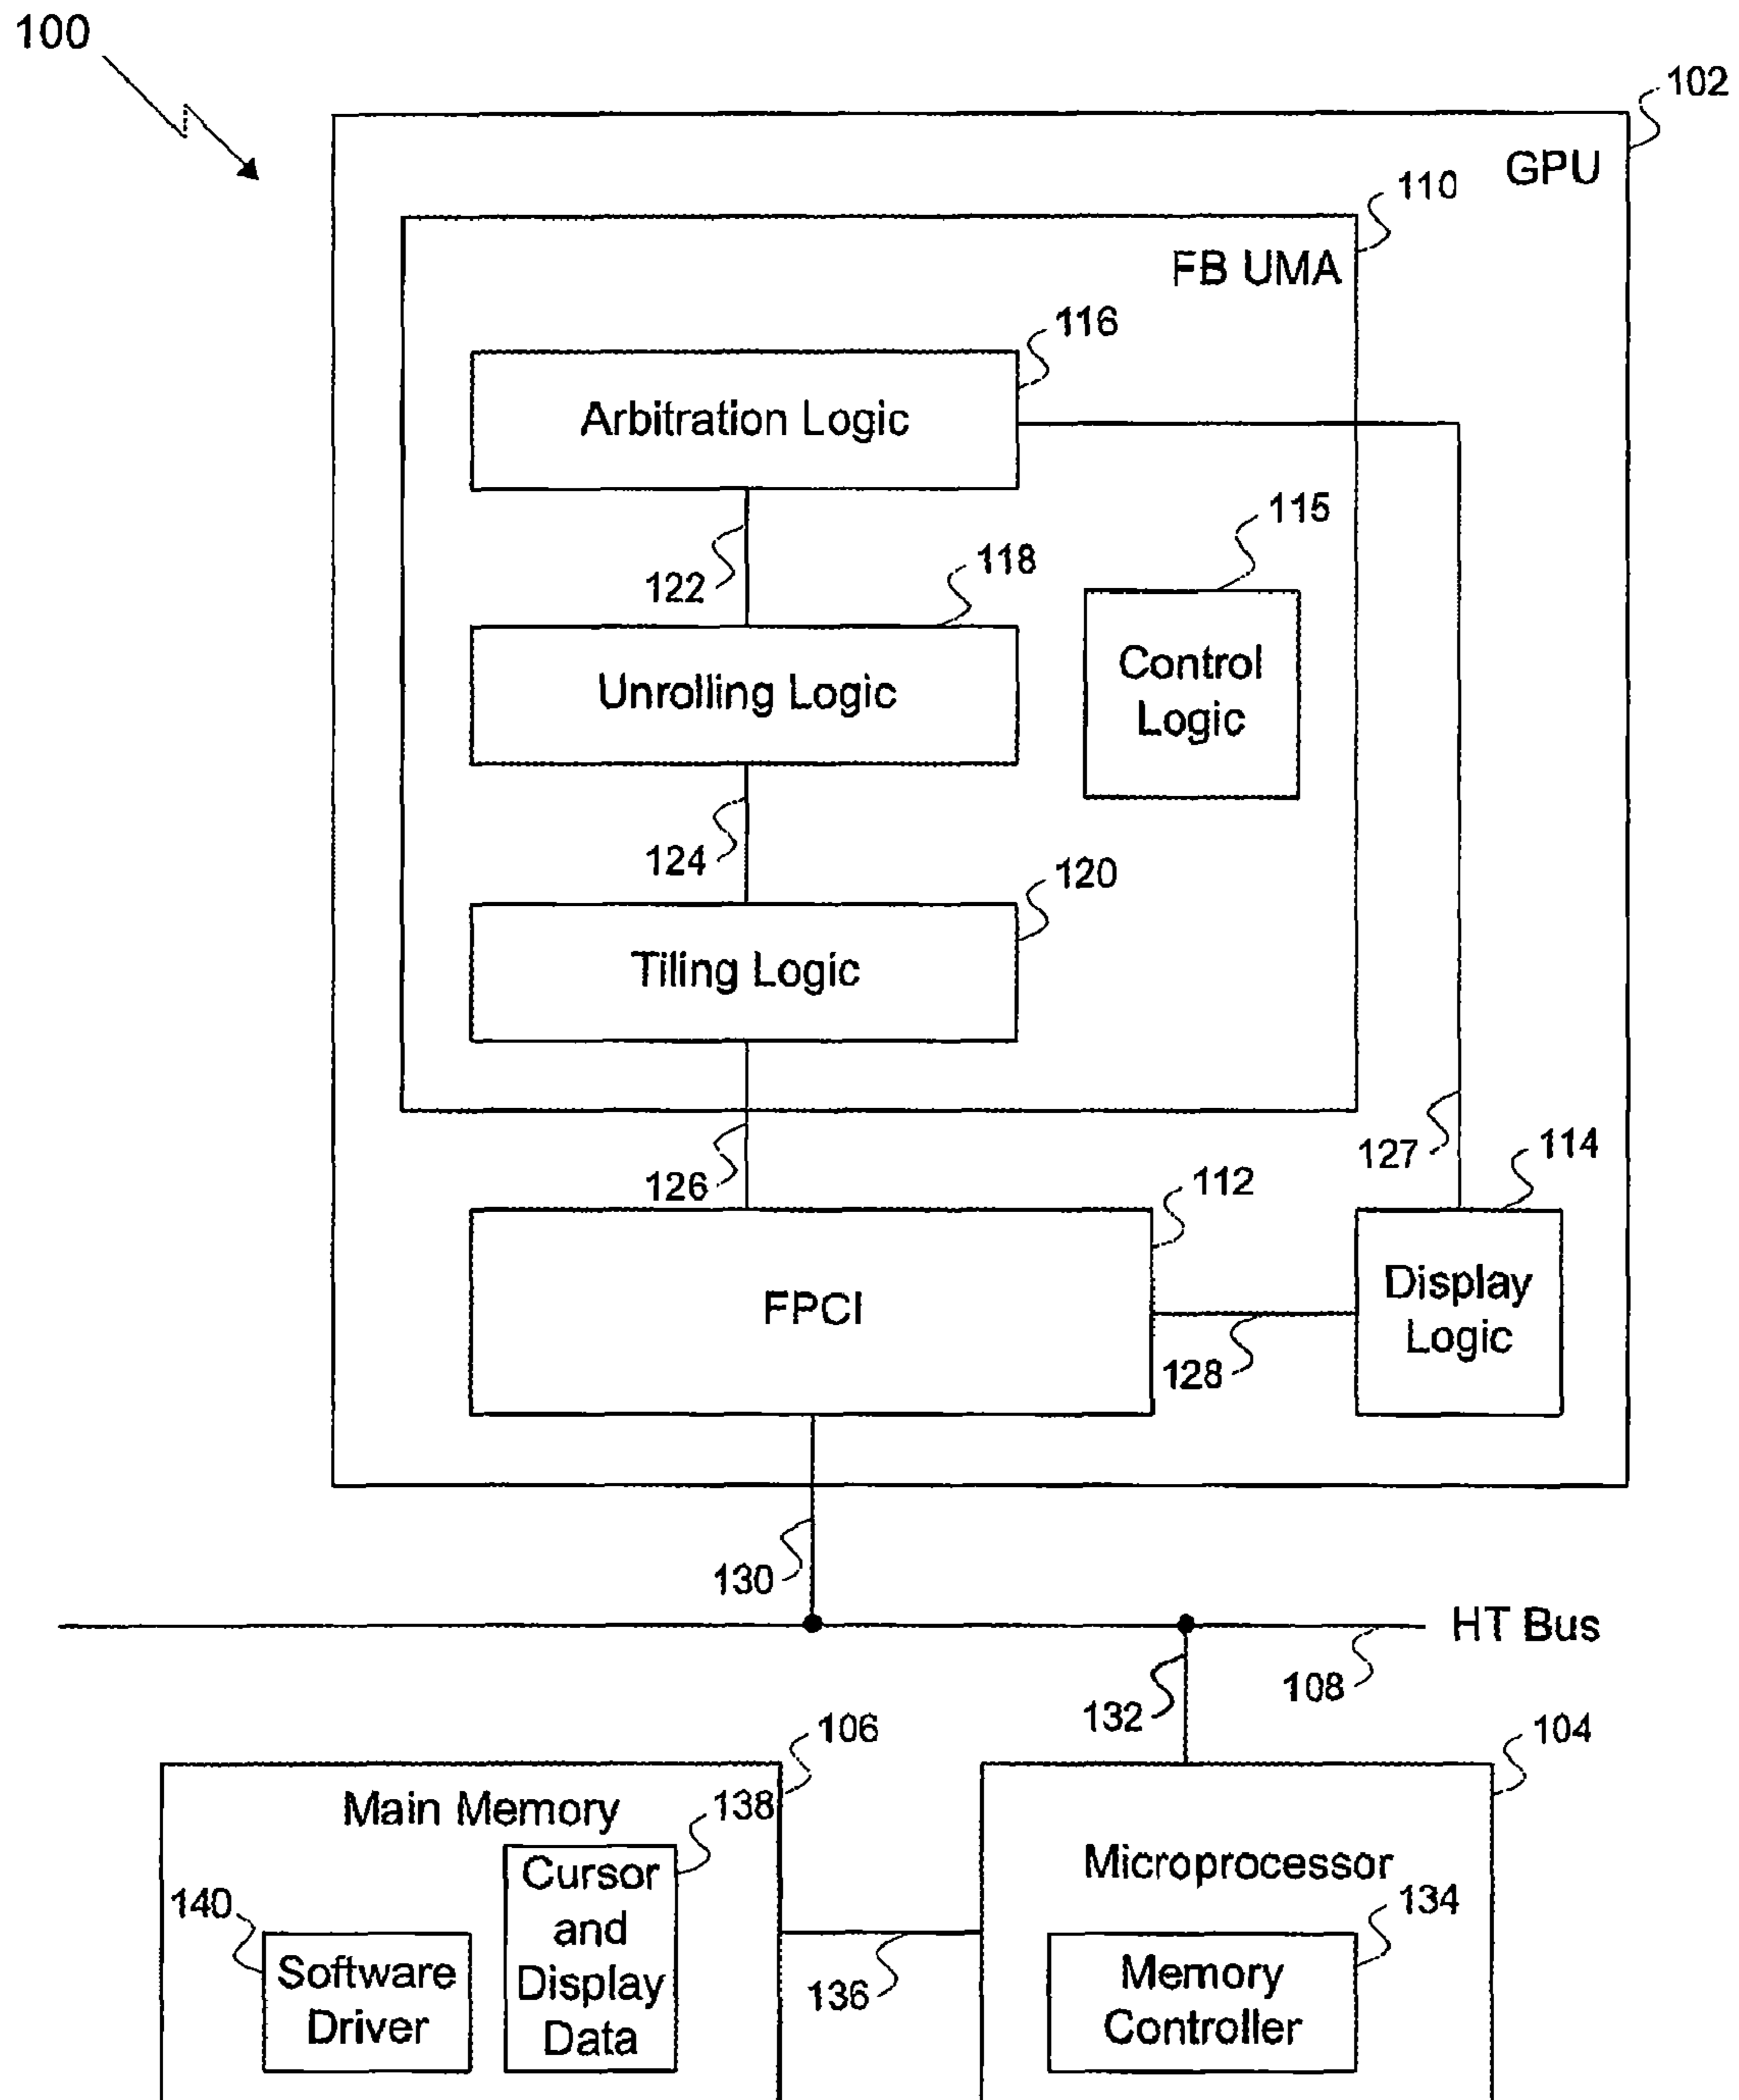 100
102
GPU
110
FB UMA
116
Arbitration Logic
115
122
118
Control
Logic
Unrolling Logic
124
120
Tiling Logic
126
127
114
112
FPCI
Display
Logic
128
130
HT Bus
108
132
106
104
Main Memory
138
Microprocessor
140
Cursor
and
Display
Data
134
Software
Driver
136
Memory
Controller